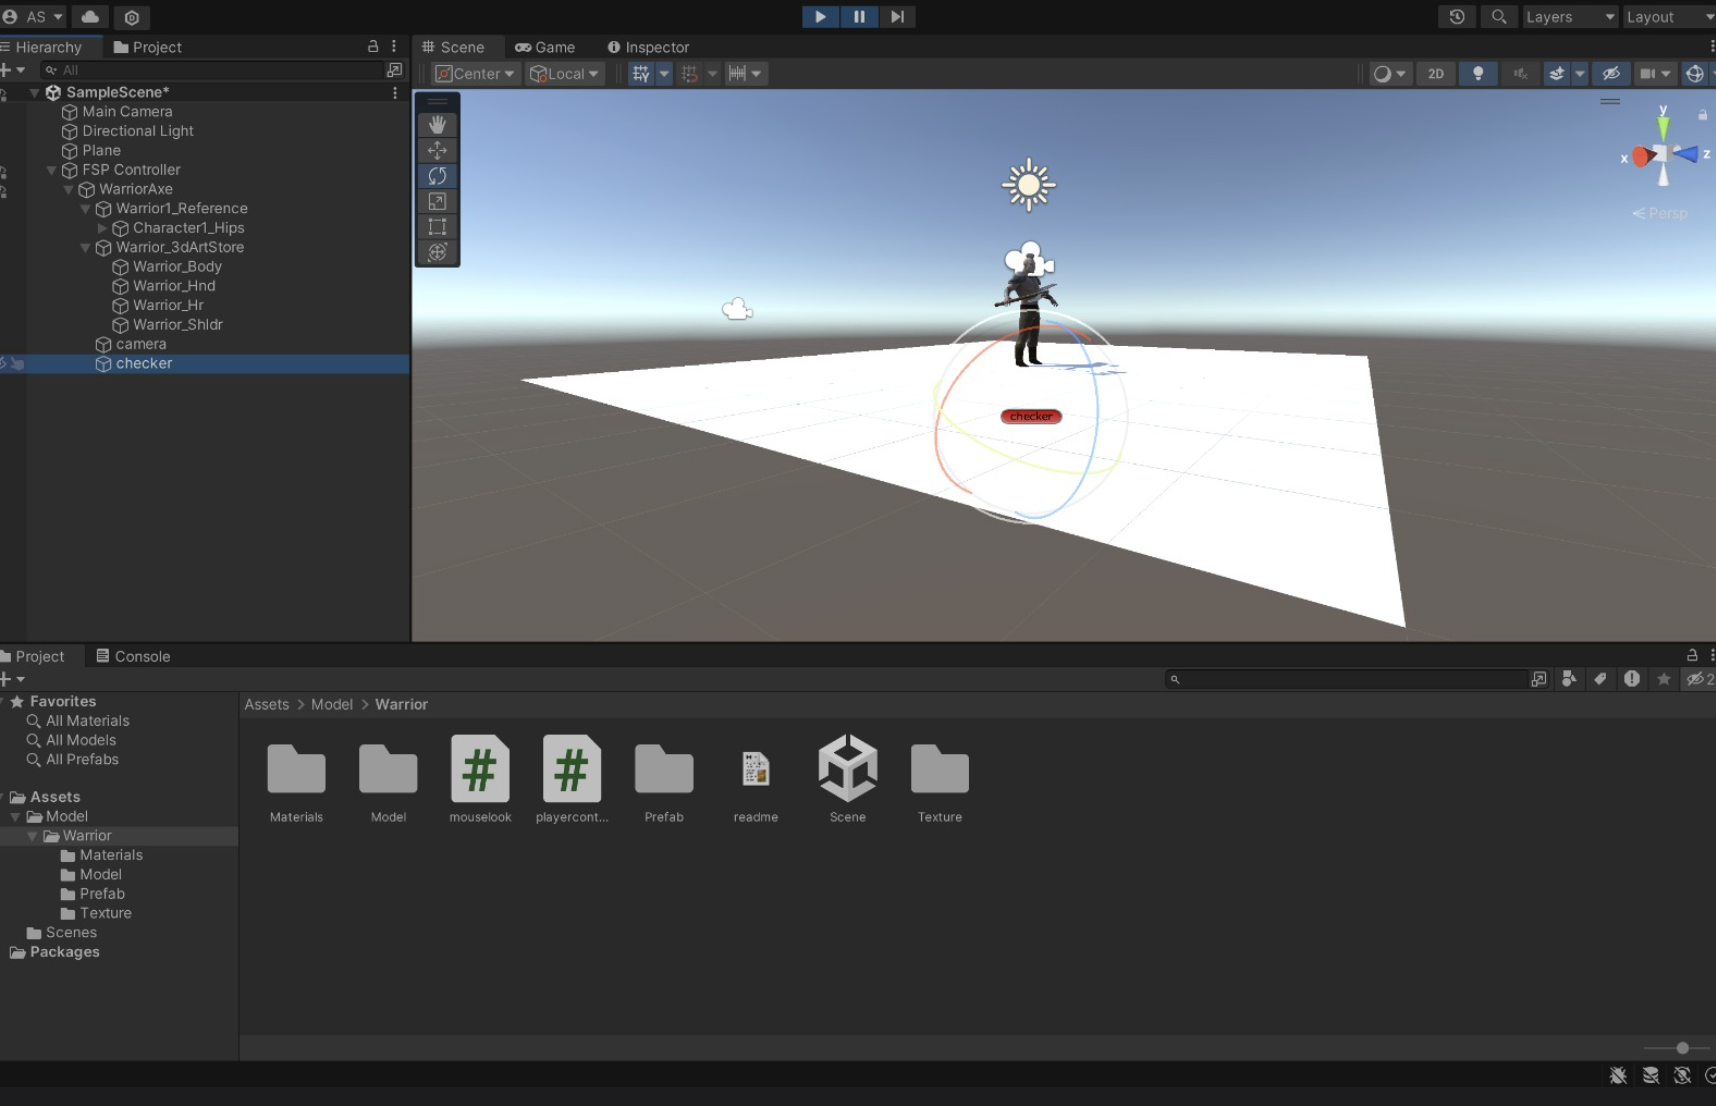 AS
Layers
Layout
Hierarchy
Project
Scene
Game
Inspector
All
Center
Local
2D
SampleScene*
Main Camera
Directional Light
Plane
FSP Controller
WarriorAxe
Warrior1_Reference
Character1_Hips
Warrior_3dArtStore
Warrior_Body
Warrior_Hnd
Warrior_Hr
Warrior_Shldr
camera
checker
y
x
z
Persp
checker
Project
Console
2
Favorites
All Materials
All Models
All Prefabs
Assets
Model
Warrior
Materials
Model
Prefab
Texture
Scenes
Packages
Assets > Model > Warrior
# #
Materials
Model
mouselook
playercont...
Prefab
readme
Scene
Texture